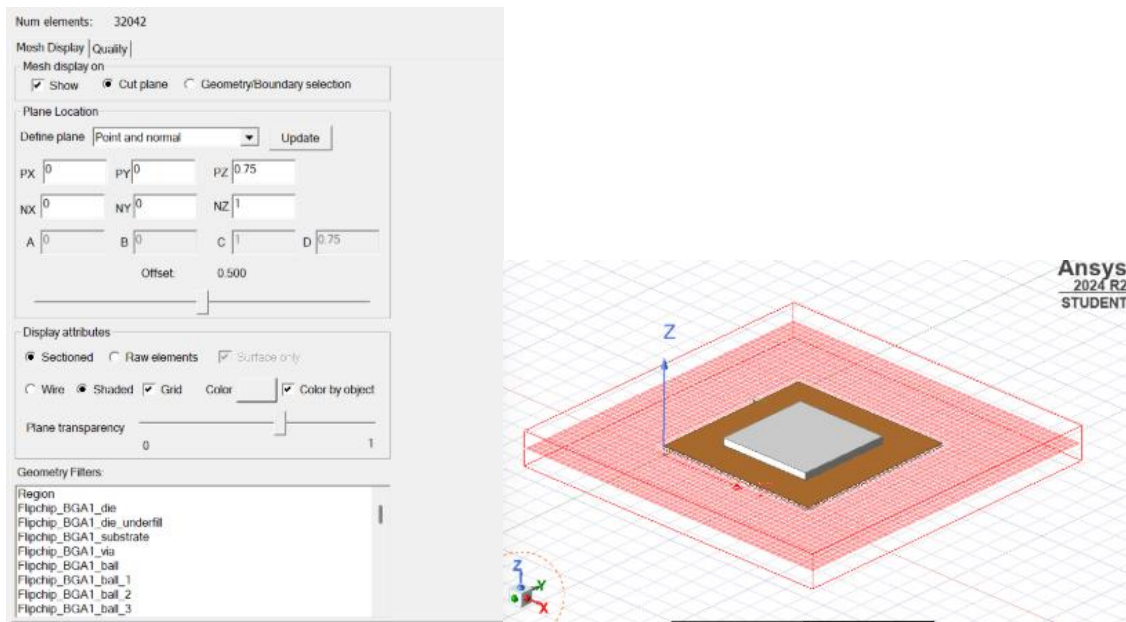 Num elements: 32042
Mesh Display Quality
Mesh display on
Show Cut plane Geometry/Boundary selection
Plane Location
Define plane Point and normal Update
PX 0 PY 0 PZ 0.75
NX 0 NY 0 NZ 1
A 0 B 0 C 1 D 0.75
Offset: 0.500
Display attributes
Sectioned Raw elements Surface only
Wire Shaded Grid Color Color by object
Plane transparency
0 1
Geometry Filters:
Region
Flipchip_BGA1_die
Flipchip_BGA1_die_underfill
Flipchip_BGA1_substrate
Flipchip_BGA1_via
Flipchip_BGA1_ball
Flipchip_BGA1_ball_1
Flipchip_BGA1_ball_2
Flipchip_BGA1_ball_3
Ansys
2024 R2
STUDENT
Z
Z
Y
X